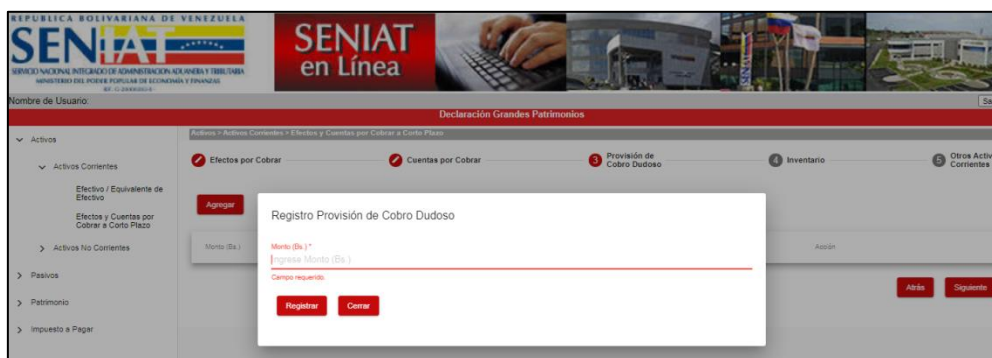 REPUBLICA BOLIVARIANA DE VENEZUELA
SENIAT
SERVICIO NACIONAL INTEGRADO DE ADMINISTRACION ADUANERA Y TRIBUTARIA
MINISTERIO DEL PODER POPULAR DE ECONOMÍA Y FINANZAS
SENIAT
en Línea
Nombre de Usuario:
Declaración Grandes Patrimonios
Activos
Activos Corrientes
Efectivo / Equivalente de
Efectivo
Efectos y Cuentas por
Cobrar a Corto Plazo
Activos No Corrientes
Pasivos
Patrimonio
Impuesto a Pagar
Activos > Activos Corrientes > Efectos y Cuentas por Cobrar a Corto Plazo
Efectos por Cobrar
Cuentas por Cobrar
3 Provisión de
Cobro Dudoso
4 Inventario
5 Otros Activ
Corrientes
Agregar
Monto (Bs.)
Acción
Registro Provisión de Cobro Dudoso
Monto (Bs.) *
Ingrese Monto (Bs.)
Campo requerido.
Registrar
Cerrar
Atrás
Siguiente